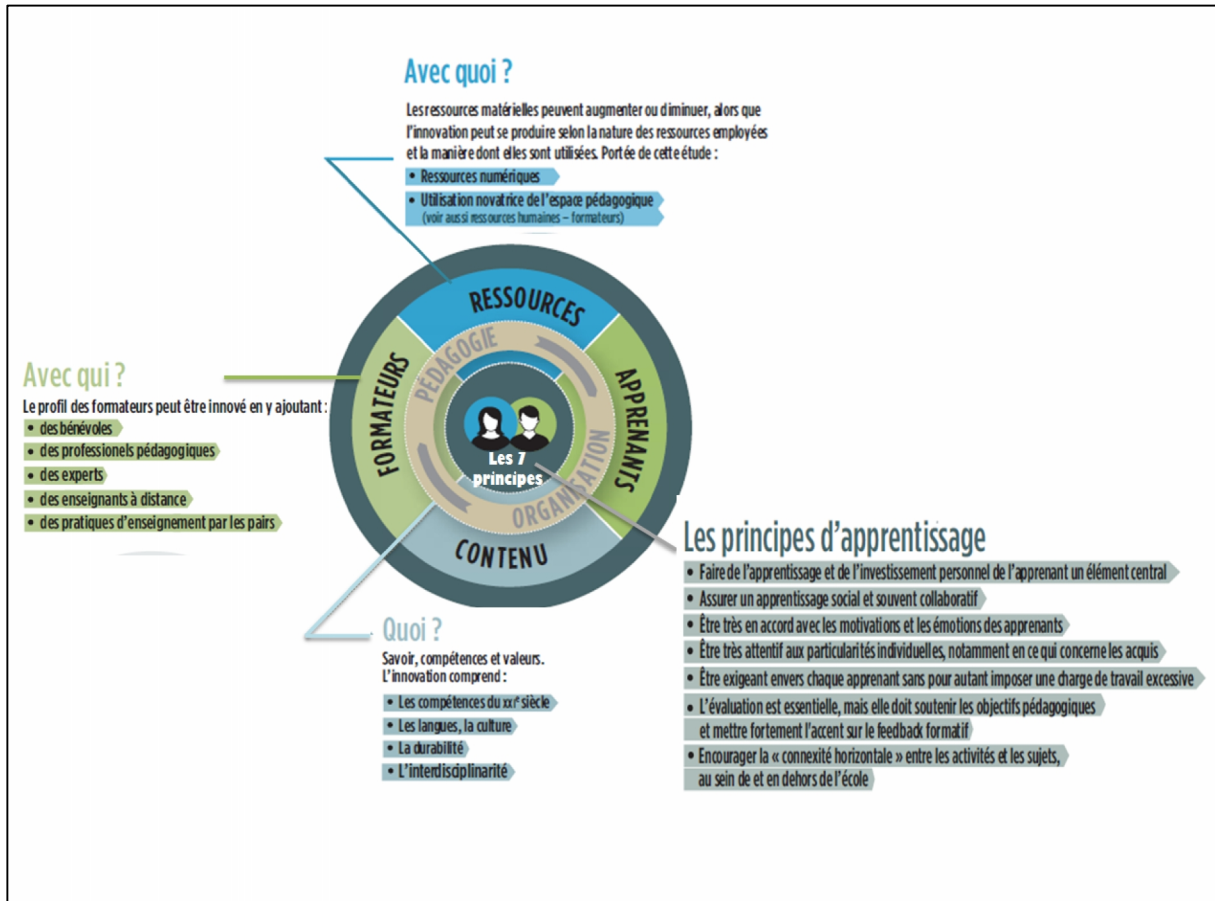 Avec quoi ?
Les ressources matérielles peuvent augmenter ou diminuer, alors que
l'innovation peut se produire selon la nature des ressources employées
et la manière dont elles sont utilisées. Portée de cette étude :
• Ressources numériques
• Utilisation novatrice de l'espace pédagogique
(voir aussi ressources humaines – formateurs)
RESSOURCES
PÉDAGOGIE
FORMATEURS
APPRENANTS
Les 7
principes
ORGANISATION
CONTENU
Avec qui ?
Le profil des formateurs peut être innové en y ajoutant :
• des bénévoles
• des professionels pédagogiques
• des experts
• des enseignants à distance
• des pratiques d'enseignement par les pairs
Quoi ?
Savoir, compétences et valeurs.
L'innovation comprend :
• Les compétences du XXIe siècle
• Les langues, la culture
• La durabilité
• L'interdisciplinarité
Les principes d'apprentissage
• Faire de l'apprentissage et de l'investissement personnel de l'apprenant un élément central
• Assurer un apprentissage social et souvent collaboratif
• Être très en accord avec les motivations et les émotions des apprenants
• Être très attentif aux particularités individuelles, notamment en ce qui concerne les acquis
• Être exigeant envers chaque apprenant sans pour autant imposer une charge de travail excessive
• L'évaluation est essentielle, mais elle doit soutenir les objectifs pédagogiques
et mettre fortement l'accent sur le feedback formatif
• Encourager la « connexité horizontale » entre les activités et les sujets,
au sein de et en dehors de l'école